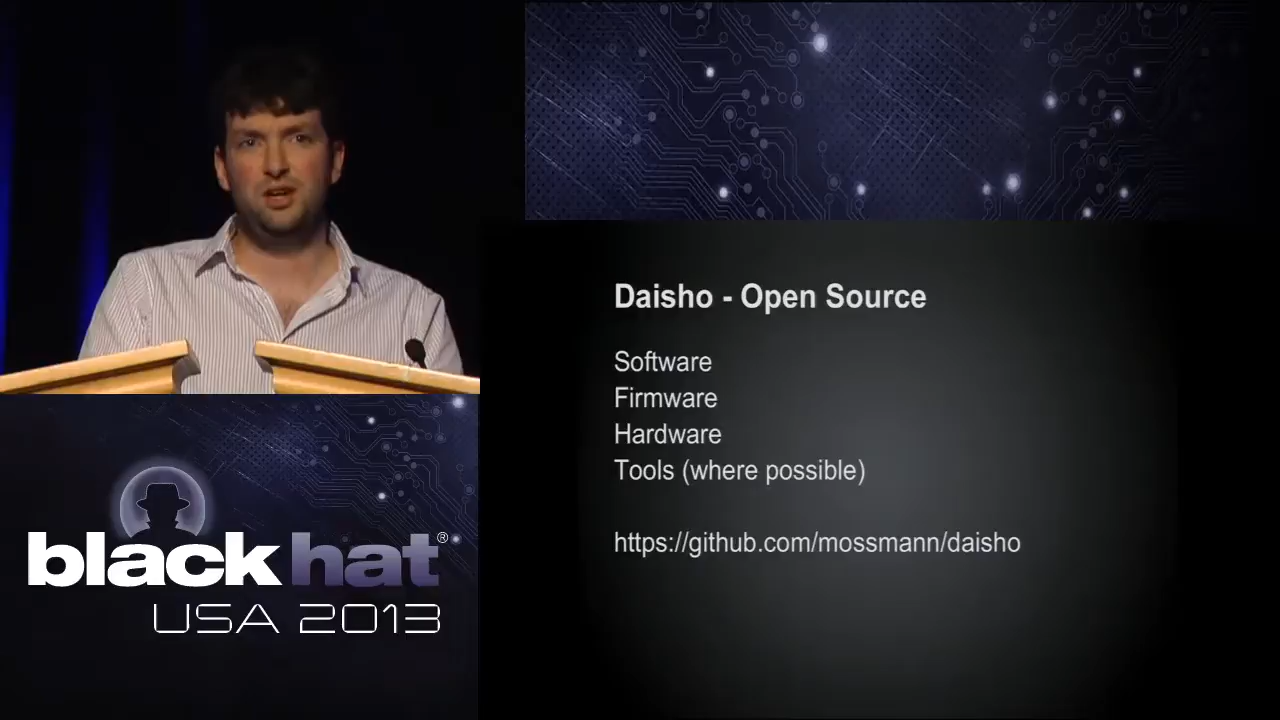 Daisho - Open Source
Software
Firmware
Hardware
Tools (where possible)
https://github.com/mossmann/daisho
black hat®
USA 2013